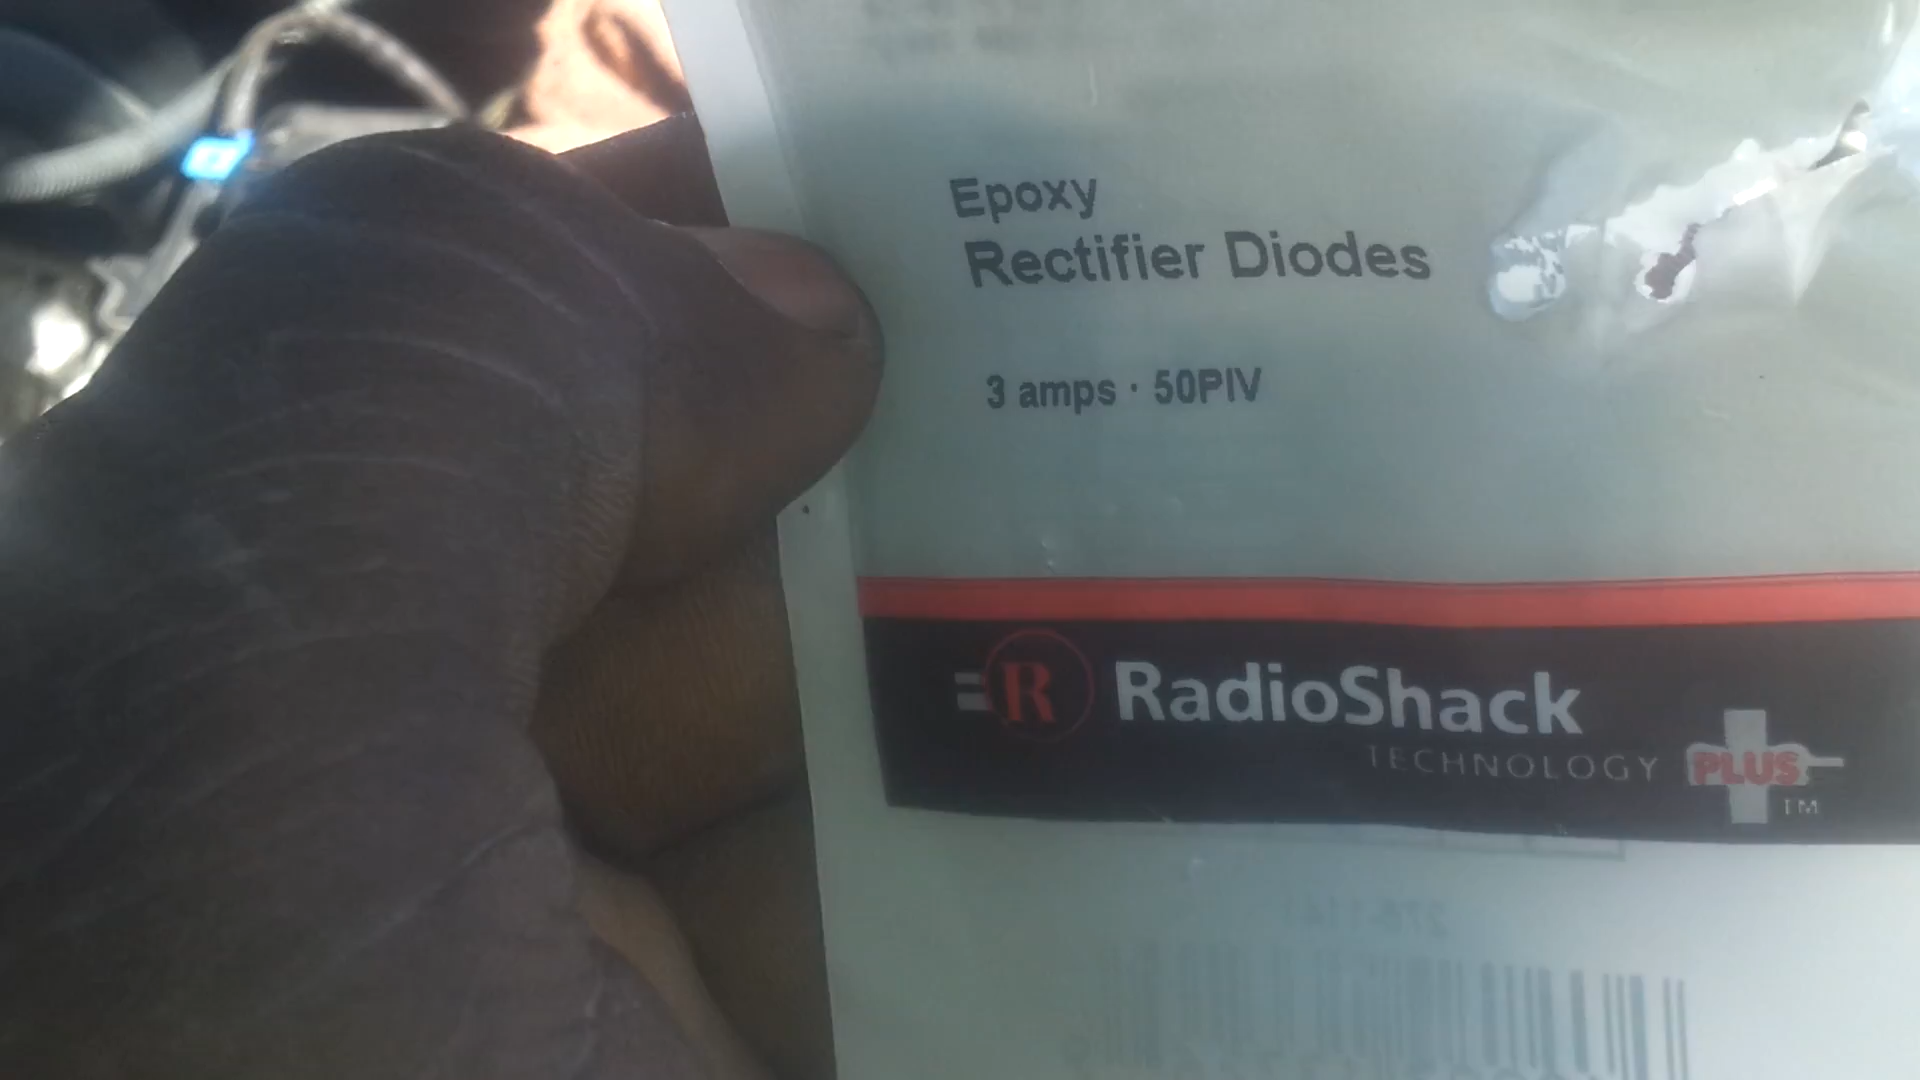 Epoxy
Rectifier Diodes
3 amps · 50PIV
R RadioShack
TECHNOLOGY PLUS TM